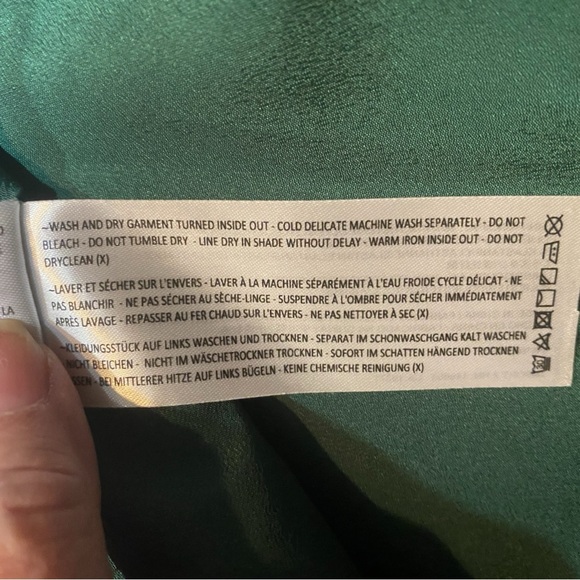 ~WASH AND DRY GARMENT TURNED INSIDE OUT - COLD DELICATE MACHINE WASH SEPARATELY - DO NOT
BLEACH - DO NOT TUMBLE DRY - LINE DRY IN SHADE WITHOUT DELAY - WARM IRON INSIDE OUT - DO NOT
DRYCLEAN (X)
~LAVER ET SÉCHER SUR L'ENVERS - LAVER À LA MACHINE SÉPARÉMENT À L'EAU FROIDE CYCLE DÉLICAT - NE
PAS BLANCHIR - NE PAS SÉCHER AU SÈCHE-LINGE - SUSPENDRE À L'OMBRE POUR SÉCHER IMMÉDIATEMENT
APRÈS LAVAGE - REPASSER AU FER CHAUD SUR L'ENVERS - NE PAS NETTOYER À SEC (X)
~KLEIDUNGSSTÜCK AUF LINKS WASCHEN UND TROCKNEN - SEPARAT IM SCHONWASCHGANG KALT WASCHEN
NICHT BLEICHEN - NICHT IM WÄSCHETROCKNER TROCKNEN - SOFORT IM SCHATTEN HÄNGEND TROCKNEN
SEN - BEI MITTLERER HITZE AUF LINKS BÜGELN - KEINE CHEMISCHE REINIGUNG (X)
LA